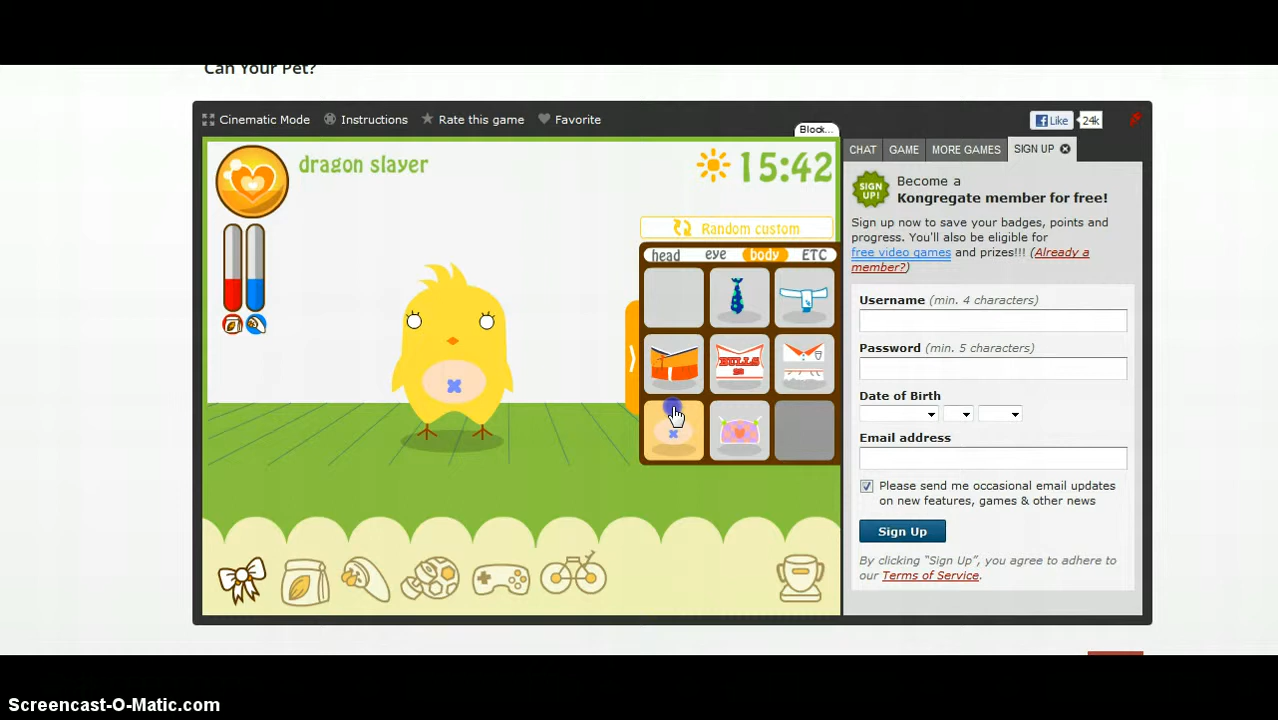 Can Your Pet?
Cinematic Mode Instructions Rate this game Favorite
Like 24k
Block...
CHAT GAME MORE GAMES SIGN UP
dragon slayer
15:42
Random custom
head eye body ETC
BULLS
SIGN UP!
Become a
Kongregate member for free!
Sign up now to save your badges, points and
progress. You'll also be eligible for
free video games and prizes!!! (Already a
member?)
Username (min. 4 characters)
Password (min. 5 characters)
Date of Birth
Email address
Please send me occasional email updates
on new features, games & other news
Sign Up
By clicking “Sign Up”, you agree to adhere to
our Terms of Service.
Screencast-O-Matic.com